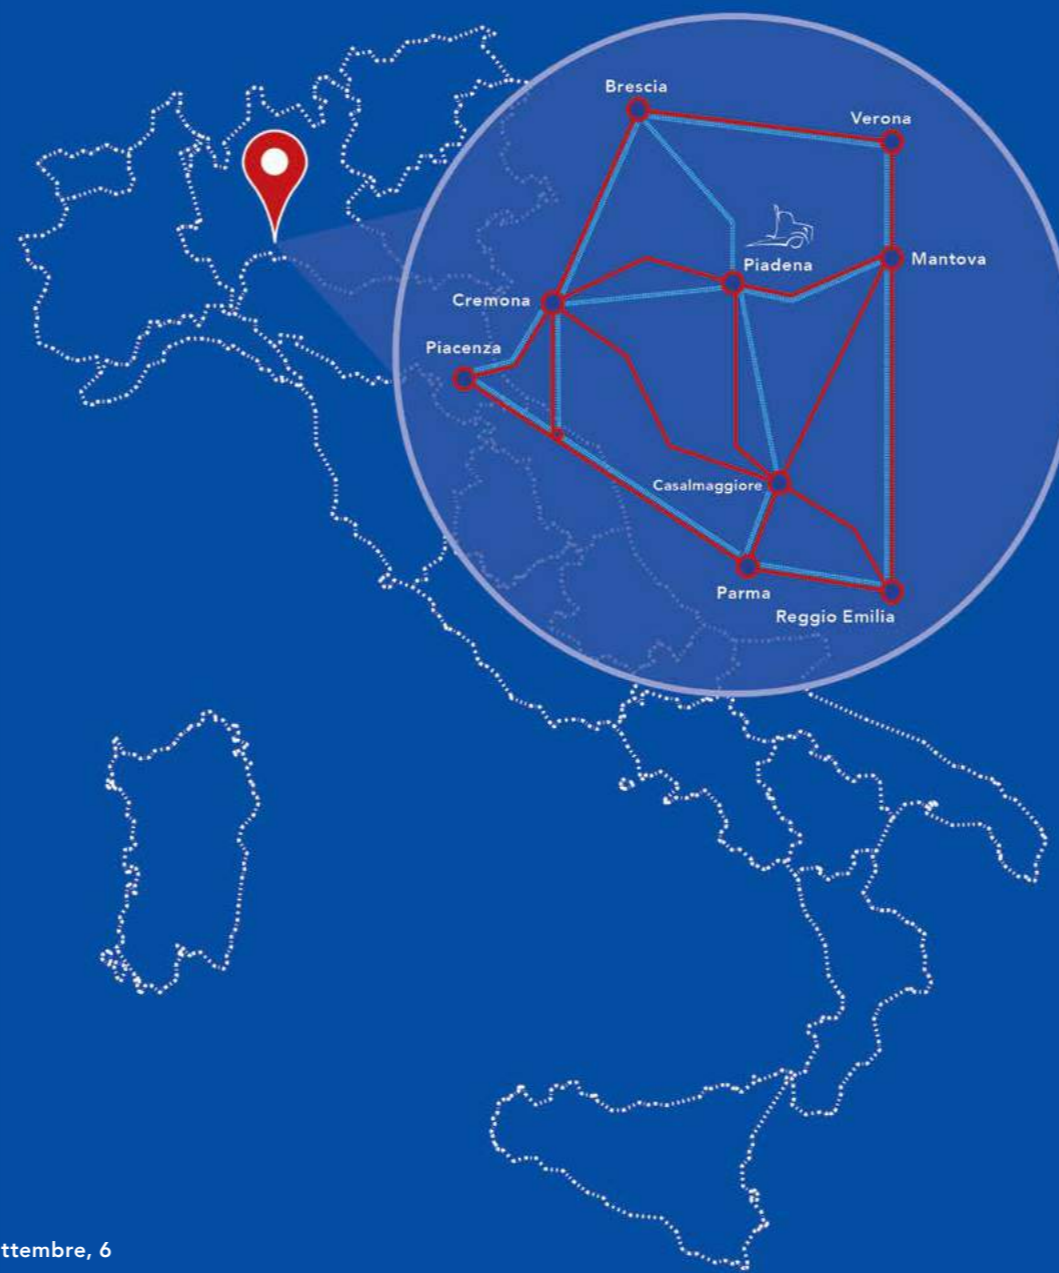 Brescia
Verona
Mantova
Piadena
Cremona
Piacenza
Casalmaggiore
Parma
Reggio Emilia
ttembre, 6